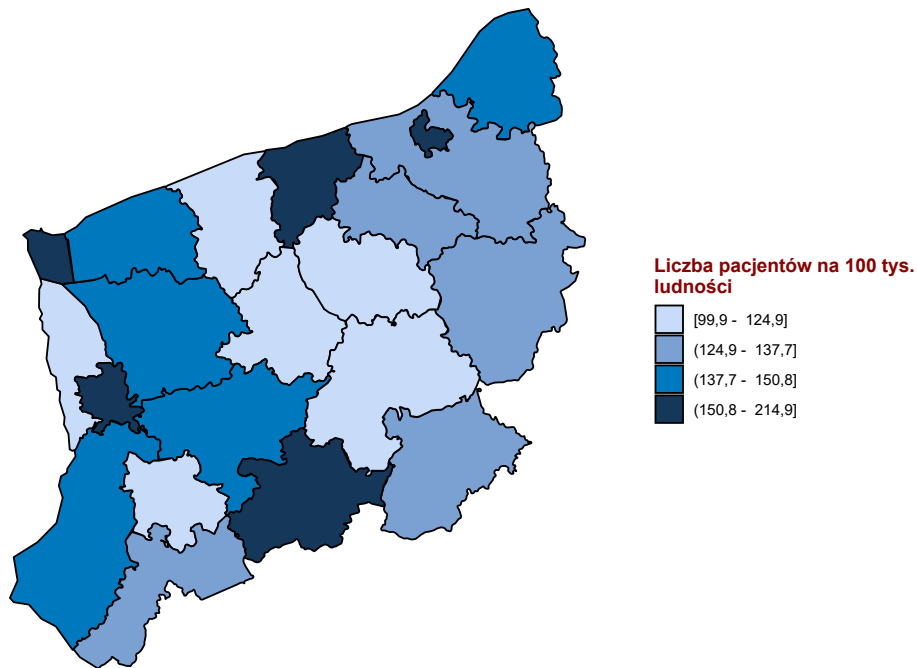 Liczba pacjentów na 100 tys.
ludności
[99,9 - 124,9]
(124,9 - 137,7]
(137,7 - 150,8]
(150,8 - 214,9]